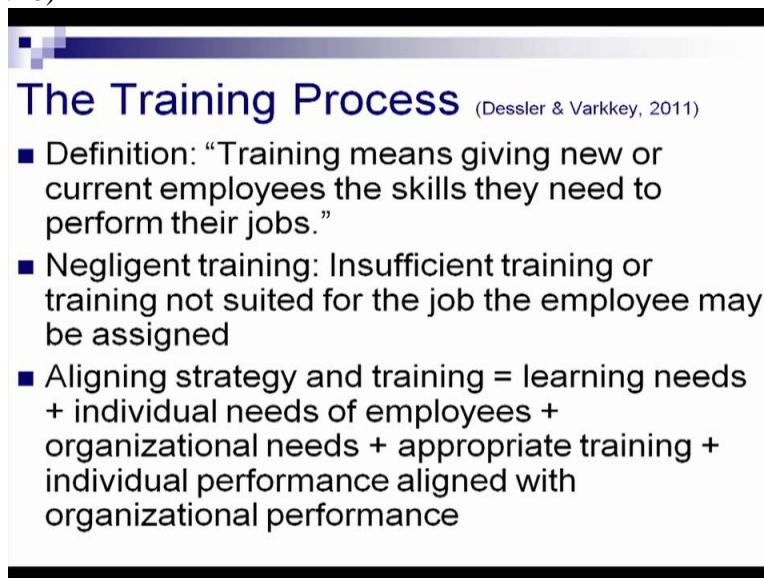 The Training Process (Dessler & Varkkey, 2011)
Definition: “Training means giving new or
current employees the skills they need to
perform their jobs.”
Negligent training: Insufficient training or
training not suited for the job the employee may
be assigned
Aligning strategy and training = learning needs
+ individual needs of employees +
organizational needs + appropriate training +
individual performance aligned with
organizational performance